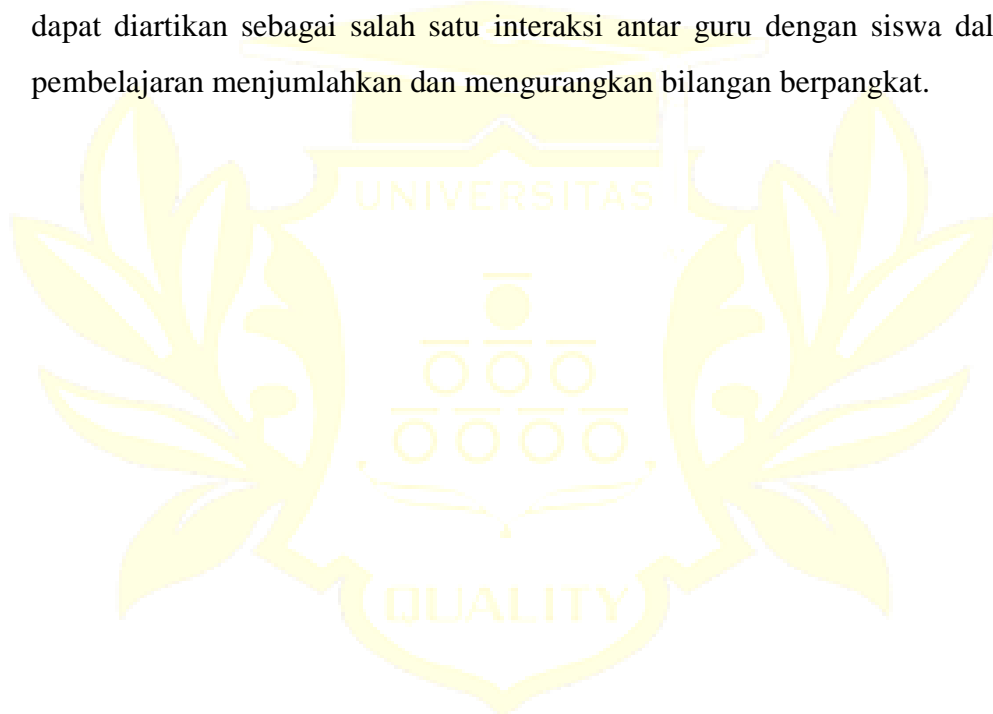 dapat diartikan sebagai salah satu interaksi antar guru dengan siswa dal
pembelajaran menjumlahkan dan mengurangkan bilangan berpangkat.
UNIVERSITAS
QUALITY